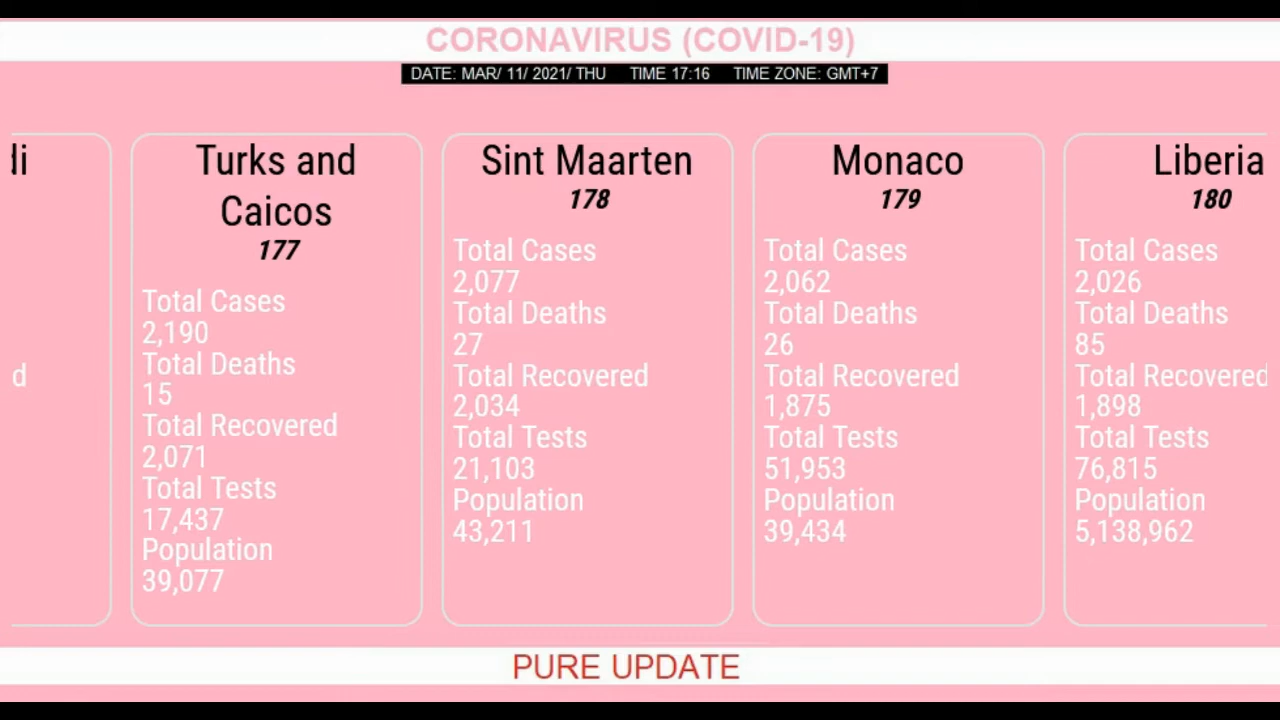 CORONAVIRUS (COVID-19)
DATE: MAR/ 11/ 2021/ THU TIME 17:16 TIME ZONE: GMT+7
Turks and
Caicos
177
Total Cases
2,190
Total Deaths
15
Total Recovered
2,071
Total Tests
17,437
Population
39,077
Sint Maarten
178
Total Cases
2,077
Total Deaths
27
Total Recovered
2,034
Total Tests
21,103
Population
43,211
Monaco
179
Total Cases
2,062
Total Deaths
26
Total Recovered
1,875
Total Tests
51,953
Population
39,434
Liberia
180
Total Cases
2,026
Total Deaths
85
Total Recovered
1,898
Total Tests
76,815
Population
5,138,962
PURE UPDATE